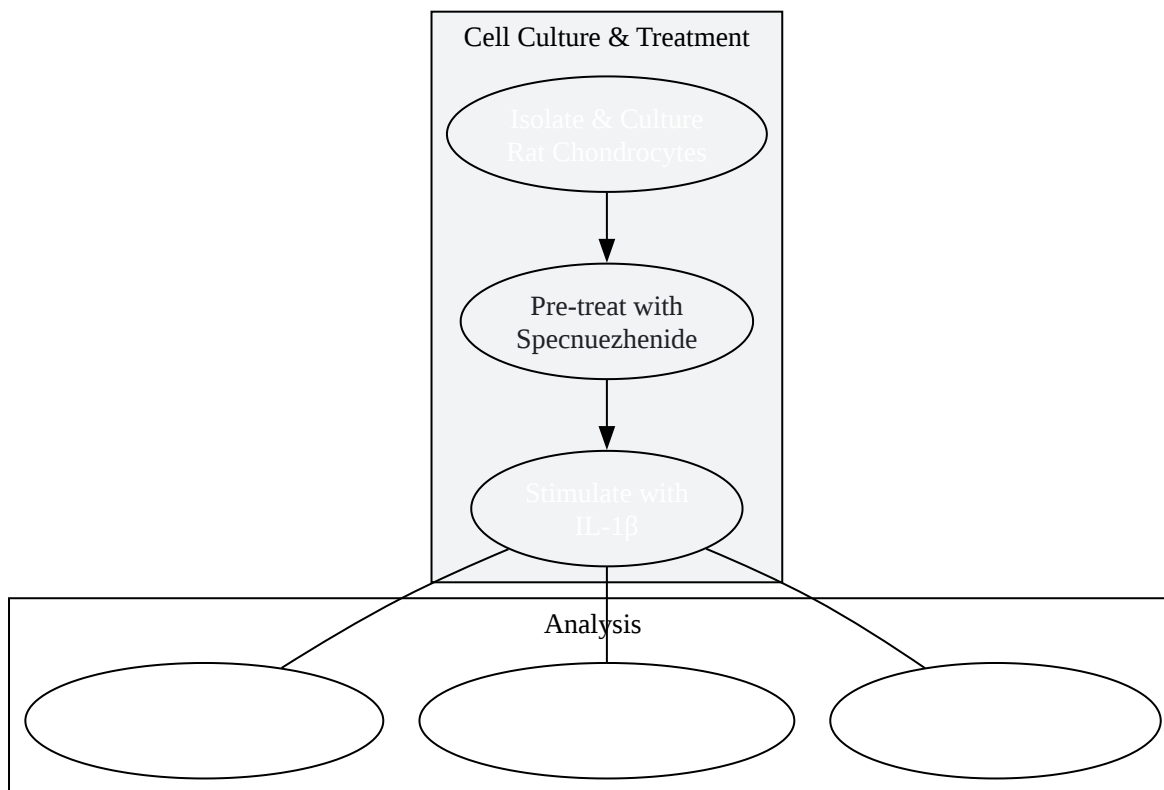 Cell Culture & Treatment
Isolate & Culture
Rat Chondrocytes
Pre-treat with
Specnuezhenide
Stimulate with
IL-1β
Analysis